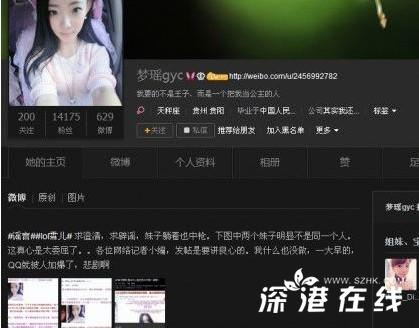 梦瑶gyc http://weibo.com/u/2456992782
我要的不是王子、而是一个把我当公主的人
天秤座 贵州 贵阳 毕业于中国人民... 公司其实我还... 标签
200 14175 629
关注 粉丝 微博
+关注 私信 推荐给朋友 加入黑名单 更多
她的主页 微博 个人资料 相册 赞
微博 原创 图片
梦瑶gyc
求澄清，求辟谣，妹子躺着也中枪。下图中两个妹子明显不是同一个人。
这真心是太委屈了。。各位网络记者小编，发帖是要讲良心的。我什么也没做，一大早的，
QQ就被人加爆了，悲剧啊
姐妹、宝
WWW.SZHK.COM
深港在线